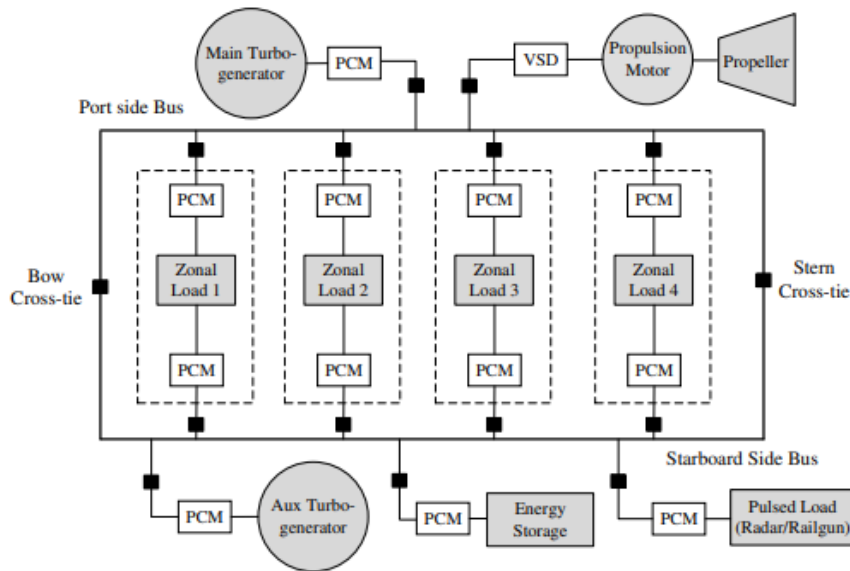 Main Turbo-
generator
PCM
VSD
Propulsion
Motor
Propeller
Port side Bus
PCM
PCM
PCM
PCM
Bow
Cross-tie
Zonal
Load 1
Zonal
Load 2
Zonal
Load 3
Zonal
Load 4
Stern
Cross-tie
PCM
PCM
PCM
PCM
Starboard Side Bus
PCM
Aux Turbo-
generator
PCM
Energy
Storage
PCM
Pulsed Load
(Radar/Railgun)